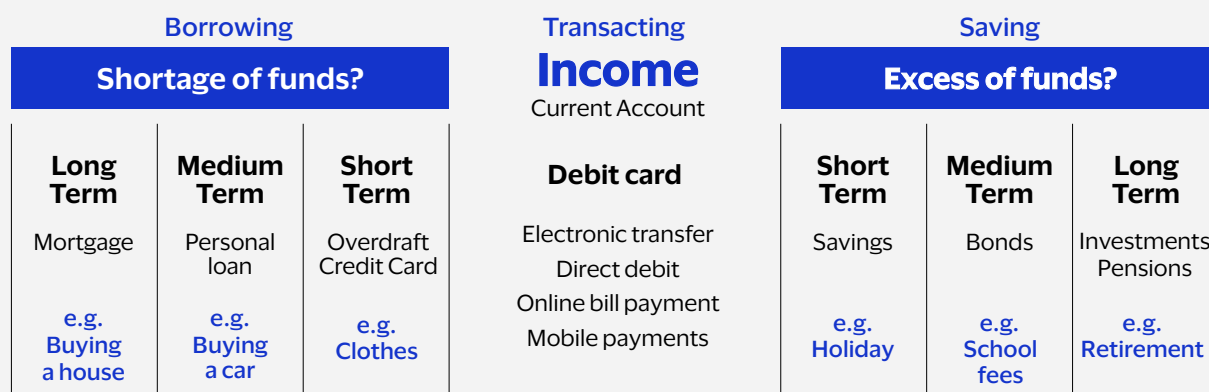 Borrowing
Shortage of funds?
Long
Term
Mortgage
e.g.
Buying
a house
Medium
Term
Personal
loan
e.g.
Buying
a car
Short
Term
Overdraft
Credit Card
e.g.
Clothes
Transacting
Income
Current Account
Debit card
Electronic transfer
Direct debit
Online bill payment
Mobile payments
Saving
Excess of funds?
Short
Term
Savings
e.g.
Holiday
Medium
Term
Bonds
e.g.
School
fees
Long
Term
Investments
Pensions
e.g.
Retirement